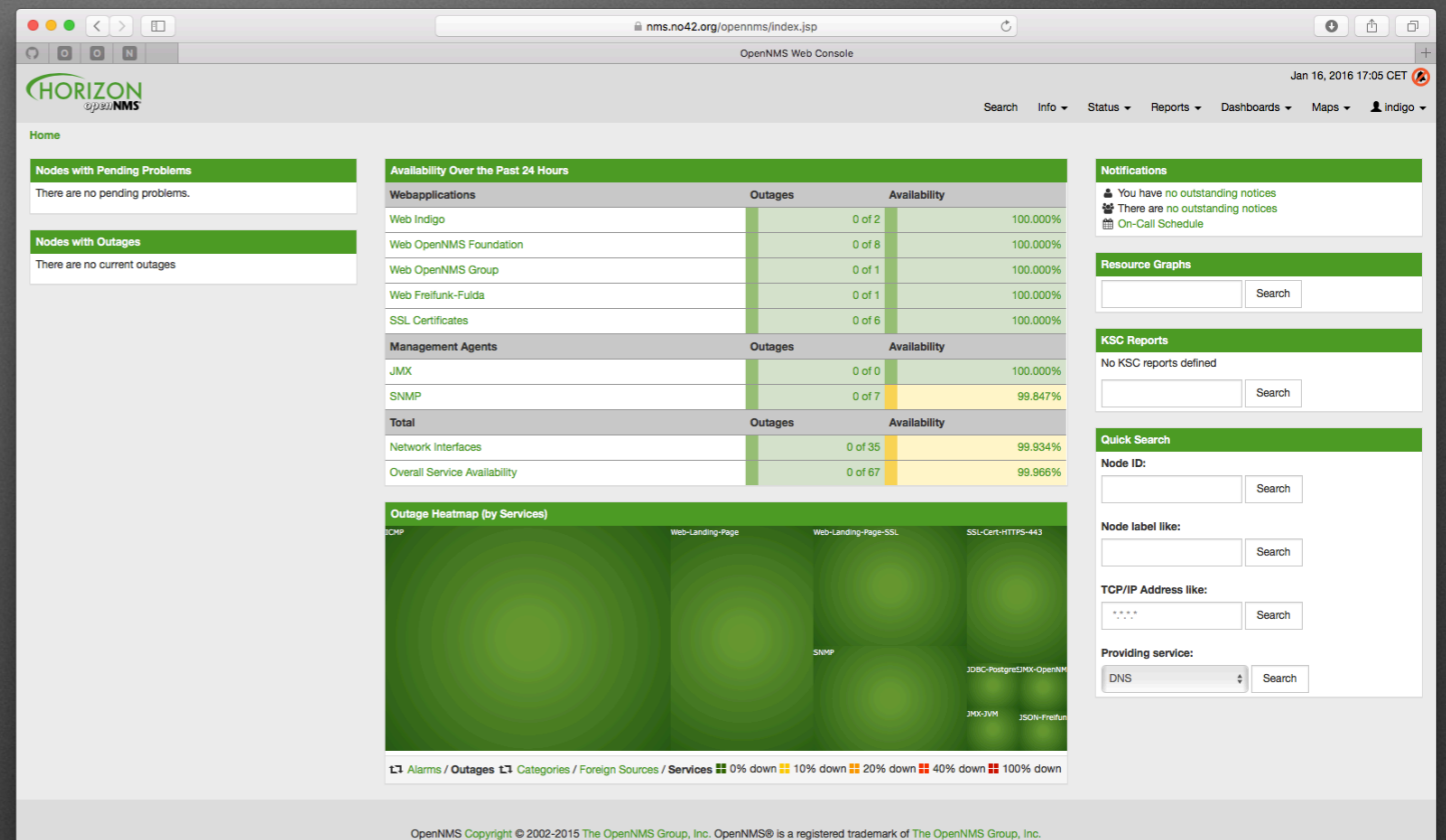 nms.no42.org/opennms/index.jsp
O O N OpenNMS Web Console
Jan 16, 2016 17:05 CET
HORIZON
openNMS
Search Info Status Reports Dashboards Maps indigo
Home
Nodes with Pending Problems
There are no pending problems.
Nodes with Outages
There are no current outages
Availability Over the Past 24 Hours
Webapplications Outages Availability
Web Indigo 0 of 2 100.000%
Web OpenNMS Foundation 0 of 8 100.000%
Web OpenNMS Group 0 of 1 100.000%
Web Freifunk-Fulda 0 of 1 100.000%
SSL Certificates 0 of 6 100.000%
Management Agents Outages Availability
JMX 0 of 0 100.000%
SNMP 0 of 7 99.847%
Total Outages Availability
Network Interfaces 0 of 35 99.934%
Overall Service Availability 0 of 67 99.966%
Outage Heatmap (by Services)
ICMP Web-Landing-Page Web-Landing-Page-SSL SSL-Cert-HTTPS-443
SNMP
JDBC-Postgre JMX-OpenNM
JMX-JVM JSON-Freifun
Alarms / Outages Categories / Foreign Sources / Services 0% down 10% down 20% down 40% down 100% down
Notifications
You have no outstanding notices
There are no outstanding notices
On-Call Schedule
Resource Graphs
Search
KSC Reports
No KSC reports defined
Search
Quick Search
Node ID:
Search
Node label like:
Search
TCP/IP Address like:
*.*.*.* Search
Providing service:
DNS Search
OpenNMS Copyright © 2002-2015 The OpenNMS Group, Inc. OpenNMS® is a registered trademark of The OpenNMS Group, Inc.